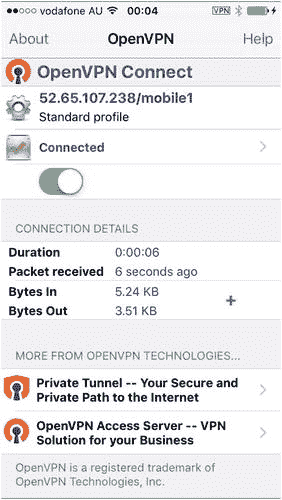 vodafone AU 00:04 VPN
About OpenVPN Help
OpenVPN Connect
52.65.107.238/mobile1
Standard profile
Connected
CONNECTION DETAILS
Duration 0:00:06
Packet received 6 seconds ago
Bytes In 5.24 KB
Bytes Out 3.51 KB
+
MORE FROM OPENVPN TECHNOLOGIES...
Private Tunnel -- Your Secure and
Private Path to the Internet
OpenVPN Access Server -- VPN
Solution for your Business
OpenVPN is a registered trademark of
OpenVPN Technologies, Inc.